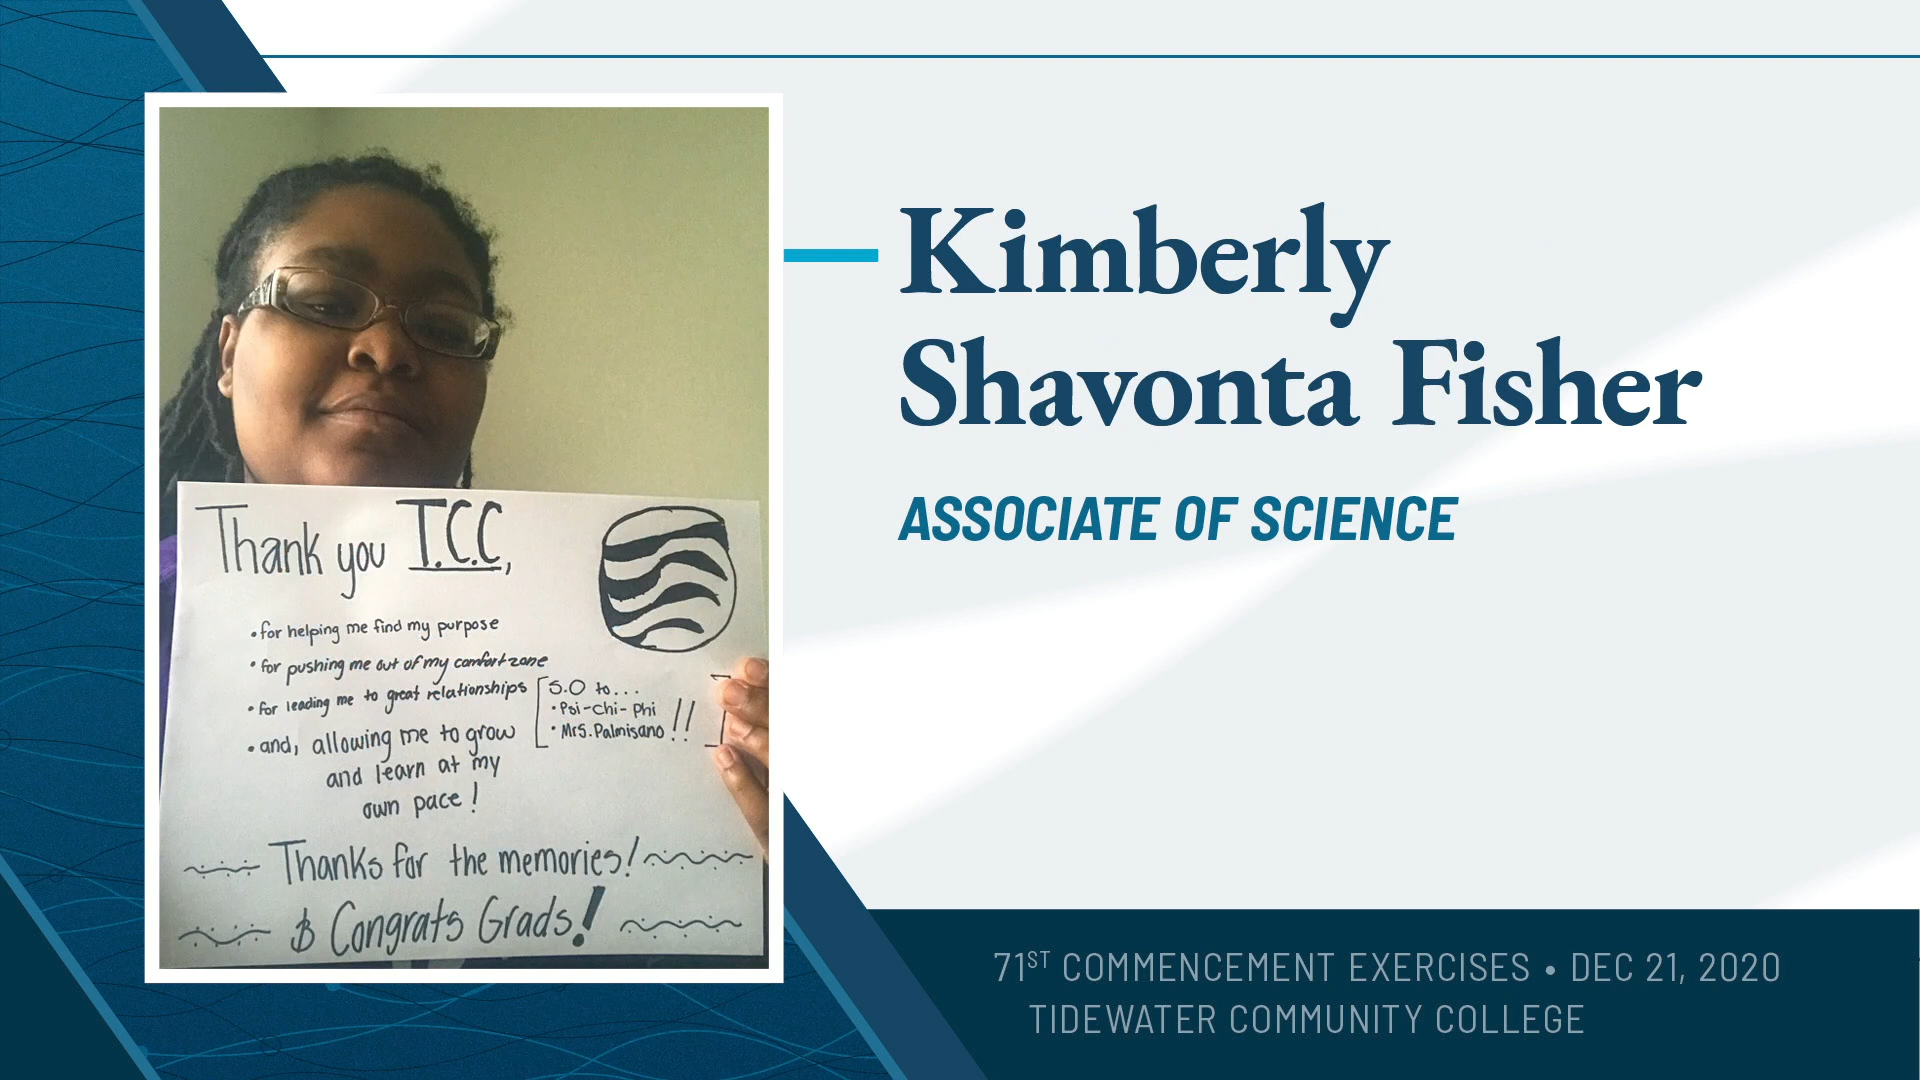 Thank you T.C.C,
• for helping me find my purpose
• for pushing me out of my comfort zone
• for leading me to great relationships [S.O to...
• Psi-Chi-Phi
• Mrs. Palmisano !! ]
• and, allowing me to grow
and learn at my
own pace!
Thanks for the memories!
& Congrats Grads!
Kimberly
Shavonta Fisher
ASSOCIATE OF SCIENCE
71ST COMMENCEMENT EXERCISES • DEC 21, 2020
TIDEWATER COMMUNITY COLLEGE